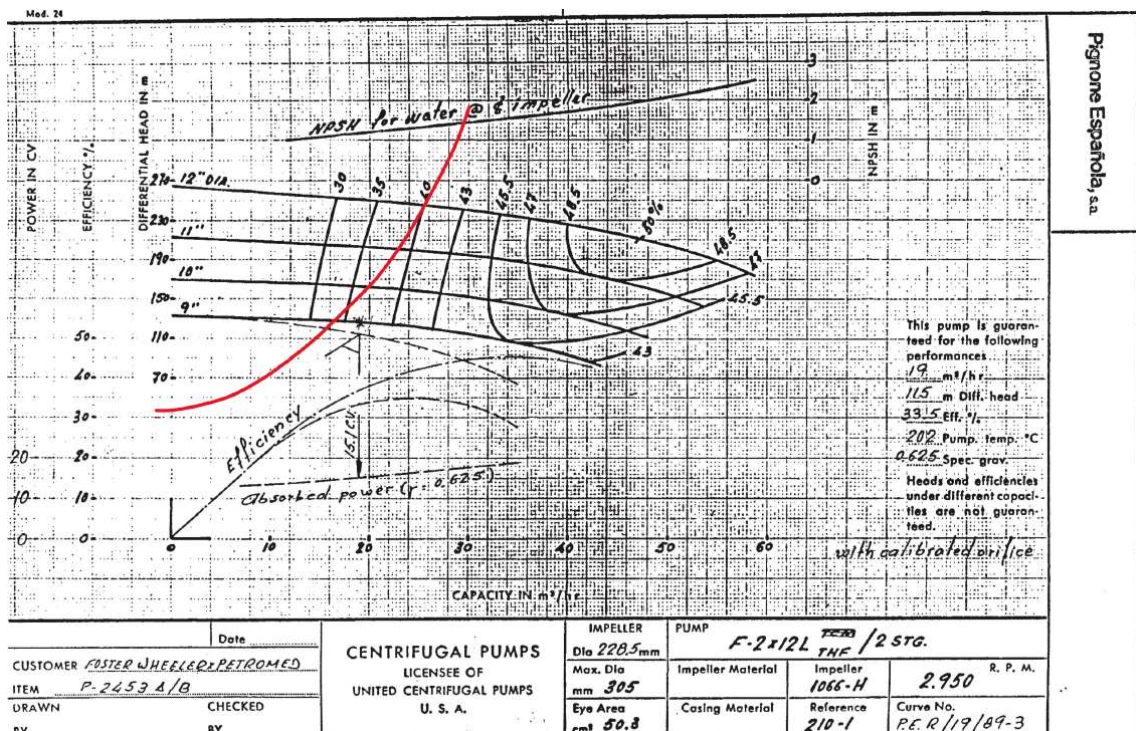 Mod. 24
Pignone Española, s.a.
POWER IN CV
EFFICIENCY %
DIFFERENTIAL HEAD IN m
NPSH IN m
NPSH for water @ ¢ impeller
3
2
1
0
270
230
190
150
110
70
12" DIA.
11"
10"
9"
30
35
40
43
45.5
47
48.5
50%
48.5
47
45.5
43
50
40
30
20
10
0
20
10
0
Efficiency
15.1 CV
Absorbed power (γ=0,625)
0 10 20 30 40 50 60
CAPACITY IN m³/hr
This pump is guaran-
teed for the following
performances
19 m³/hr
115 m Diff. head
33.5 Eff. %
202 Pump. temp. °C
0,625 Spec. grav.
Heads and efficiencies
under different capaci-
ties are not guaran-
teed.
with calibrated orifice
Date
CUSTOMER FOSTER WHEELER x PETROMED
ITEM P-2453 A/B
DRAWN CHECKED
BY BY
CENTRIFUGAL PUMPS
LICENSEE OF
UNITED CENTRIFUGAL PUMPS
U. S. A.
IMPELLER
Dia 228,5 mm
Max. Dia
mm 305
Eye Area
cm² 50.8
PUMP
F-2x12L THF / 2 STG.
Impeller Material
Impeller
1066-H
R. P. M.
2.950
Casing Material
Reference
210-1
Curve No.
P.E.R/19/89-3